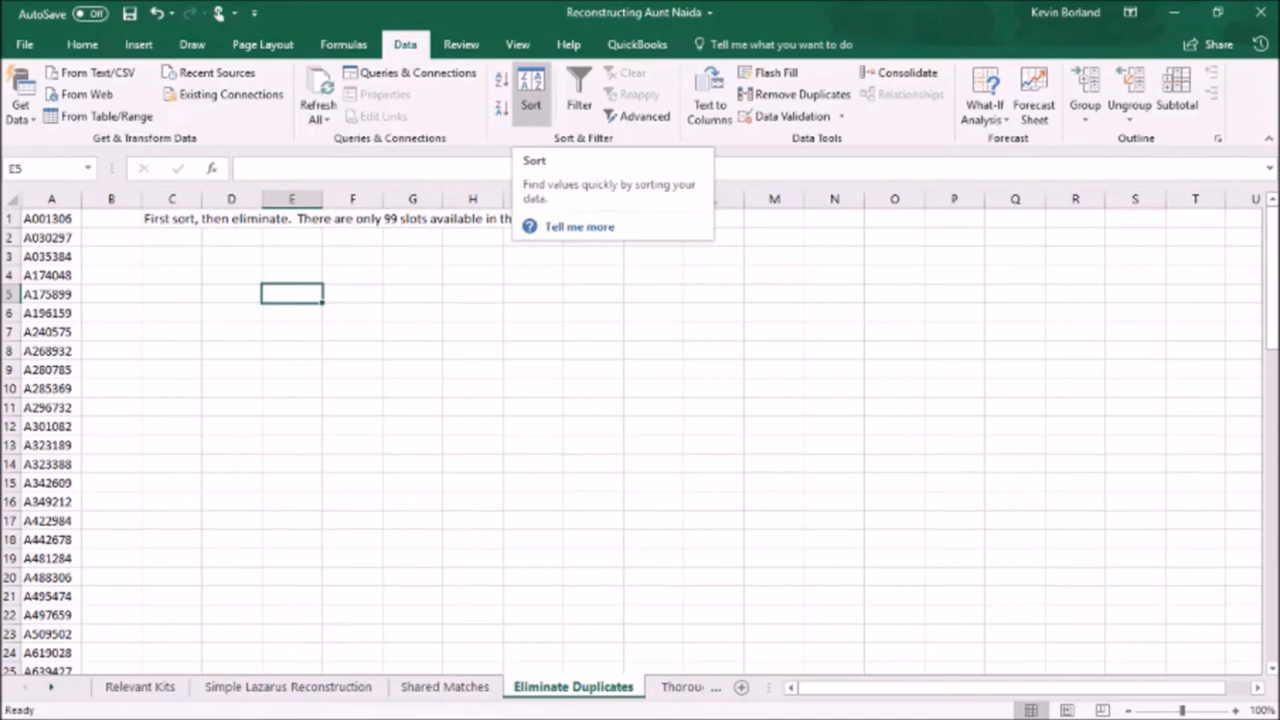 AutoSave Off Reconstructing Aunt Naida Kevin Borland
File Home Insert Draw Page Layout Formulas Data Review View Help QuickBooks Tell me what you want to do Share
Get Data
From Text/CSV
From Web
From Table/Range
Recent Sources
Existing Connections
Get & Transform Data
Refresh All
Queries & Connections
Properties
Edit Links
Queries & Connections
Sort
Filter
Clear
Reapply
Advanced
Sort & Filter
Text to Columns
Flash Fill
Remove Duplicates
Data Validation
Consolidate
Relationships
Data Tools
What-If Analysis
Forecast Sheet
Forecast
Group
Ungroup
Subtotal
Outline
E5 fx
Sort
Find values quickly by sorting your
data.
? Tell me more
A B C D E F G H M N O P Q R S T U
1 A001306 First sort, then eliminate. There are only 99 slots available in th
2 A030297
3 A035384
4 A174048
5 A175899
6 A196159
7 A240575
8 A268932
9 A280785
10 A285369
11 A296732
12 A301082
13 A323189
14 A323388
15 A342609
16 A349212
17 A422984
18 A442678
19 A481284
20 A488306
21 A495474
22 A497659
23 A509502
24 A619028
25 A639427
Relevant Kits Simple Lazarus Reconstruction Shared Matches Eliminate Duplicates Thorou ...
Ready 100%